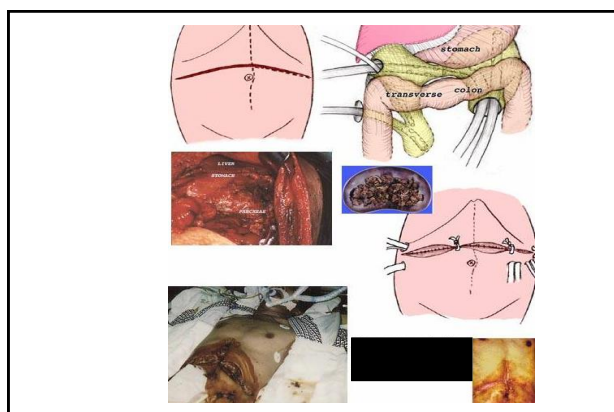 stomach
transverse colon
LIVER
STOMACH
PANCREAS